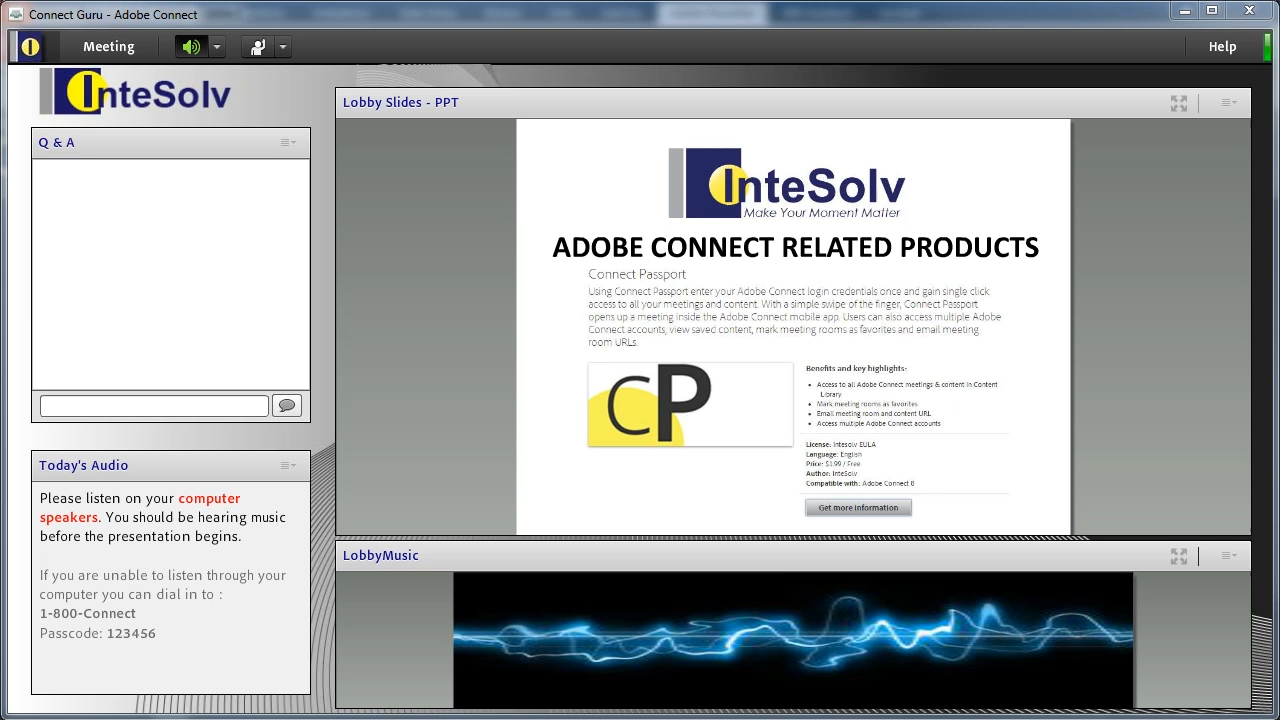 Connect Guru - Adobe Connect
Meeting
Help
InteSolv
Q & A
Today's Audio
Please listen on your computer
speakers. You should be hearing music
before the presentation begins.
If you are unable to listen through your
computer you can dial in to :
1-800-Connect
Passcode: 123456
Lobby Slides - PPT
InteSolv
Make Your Moment Matter
ADOBE CONNECT RELATED PRODUCTS
Connect Passport
Using Connect Passport enter your Adobe Connect login credentials once and gain single click
access to all your meetings and content. With a simple swipe of the finger, Connect Passport
opens up a meeting inside the Adobe Connect mobile app. Users can also access multiple Adobe
Connect accounts, view saved content, mark meeting rooms as favorites and email meeting
room URLs.
CP
Benefits and key highlights:
Access to all Adobe Connect meetings & content in Content
Library
Mark meeting rooms as favorites
Email meeting room and content URL
Access multiple Adobe Connect accounts
License: Intesolv EULA
Language: English
Price: $1.99 / Free
Author: InteSolv
Compatible with: Adobe Connect 8
Get more information
LobbyMusic